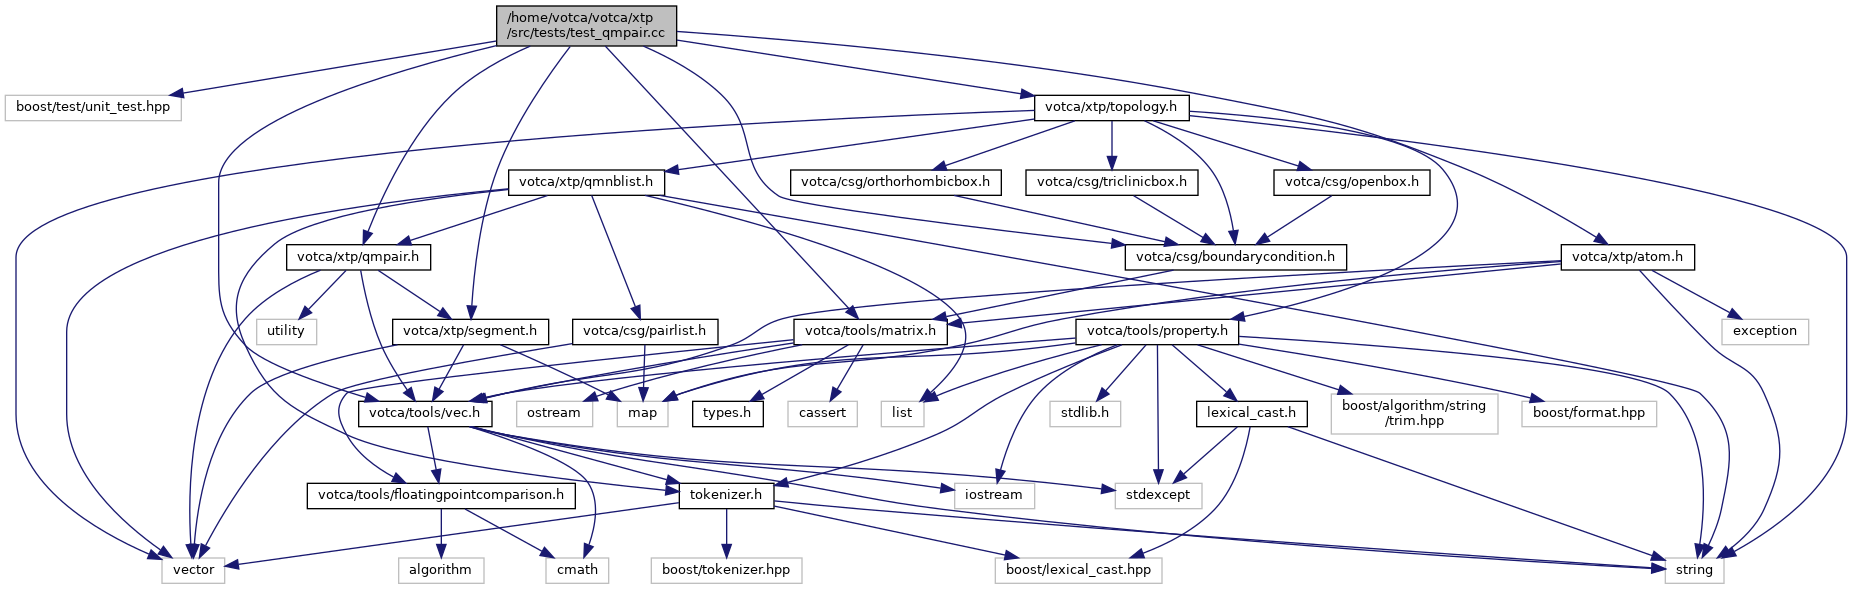 /home/votca/votca/xtp
/src/tests/test_qmpair.cc
boost/test/unit_test.hpp
votca/xtp/topology.h
votca/xtp/qmnblist.h
votca/csg/orthorhombicbox.h
votca/csg/triclinicbox.h
votca/csg/openbox.h
votca/xtp/qmpair.h
votca/csg/boundarycondition.h
votca/xtp/atom.h
utility
votca/xtp/segment.h
votca/csg/pairlist.h
votca/tools/matrix.h
votca/tools/property.h
exception
votca/tools/vec.h
ostream
map
types.h
cassert
list
stdlib.h
lexical_cast.h
boost/algorithm/string
/trim.hpp
boost/format.hpp
votca/tools/floatingpointcomparison.h
tokenizer.h
iostream
stdexcept
vector
algorithm
cmath
boost/tokenizer.hpp
boost/lexical_cast.hpp
string